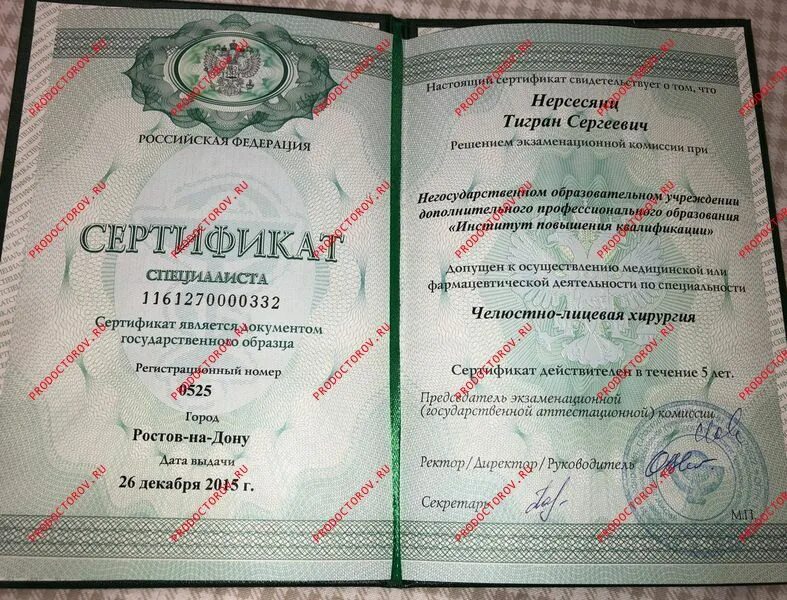 РОССИЙСКАЯ ФЕДЕРАЦИЯ
СЕРТИФИКАТ
СПЕЦИАЛИСТА
1161270000332
Сертификат является документом
государственного образца
Регистрационный номер
0525
Город
Ростов-на-Дону
Дата выдачи
26 декабря 2015 г.
Настоящий сертификат свидетельствует о том, что
Нерсесянц
Тигран Сергеевич
Решением экзаменационной комиссии при
Негосударственном образовательном учреждении
дополнительного профессионального образования
«Институт повышения квалификации»
Допущен к осуществлению медицинской или
фармацевтической деятельности по специальности
Челюстно-лицевая хирургия
Сертификат действителен в течение 5 лет.
Председатель экзаменационной
(государственной аттестационной) комиссии
Ректор/Директор/Руководитель
Секретарь
М.П.
PRODOCTOROV.RU